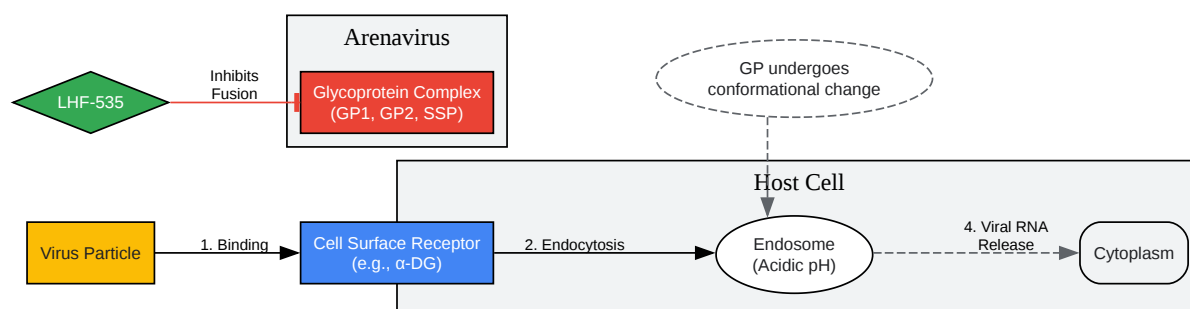 Arenavirus
LHF-535
Inhibits
Fusion
Glycoprotein Complex
(GP1, GP2, SSP)
GP undergoes
conformational change
Host Cell
Virus Particle
1. Binding
Cell Surface Receptor
(e.g., α-DG)
2. Endocytosis
Endosome
(Acidic pH)
4. Viral RNA
Release
Cytoplasm